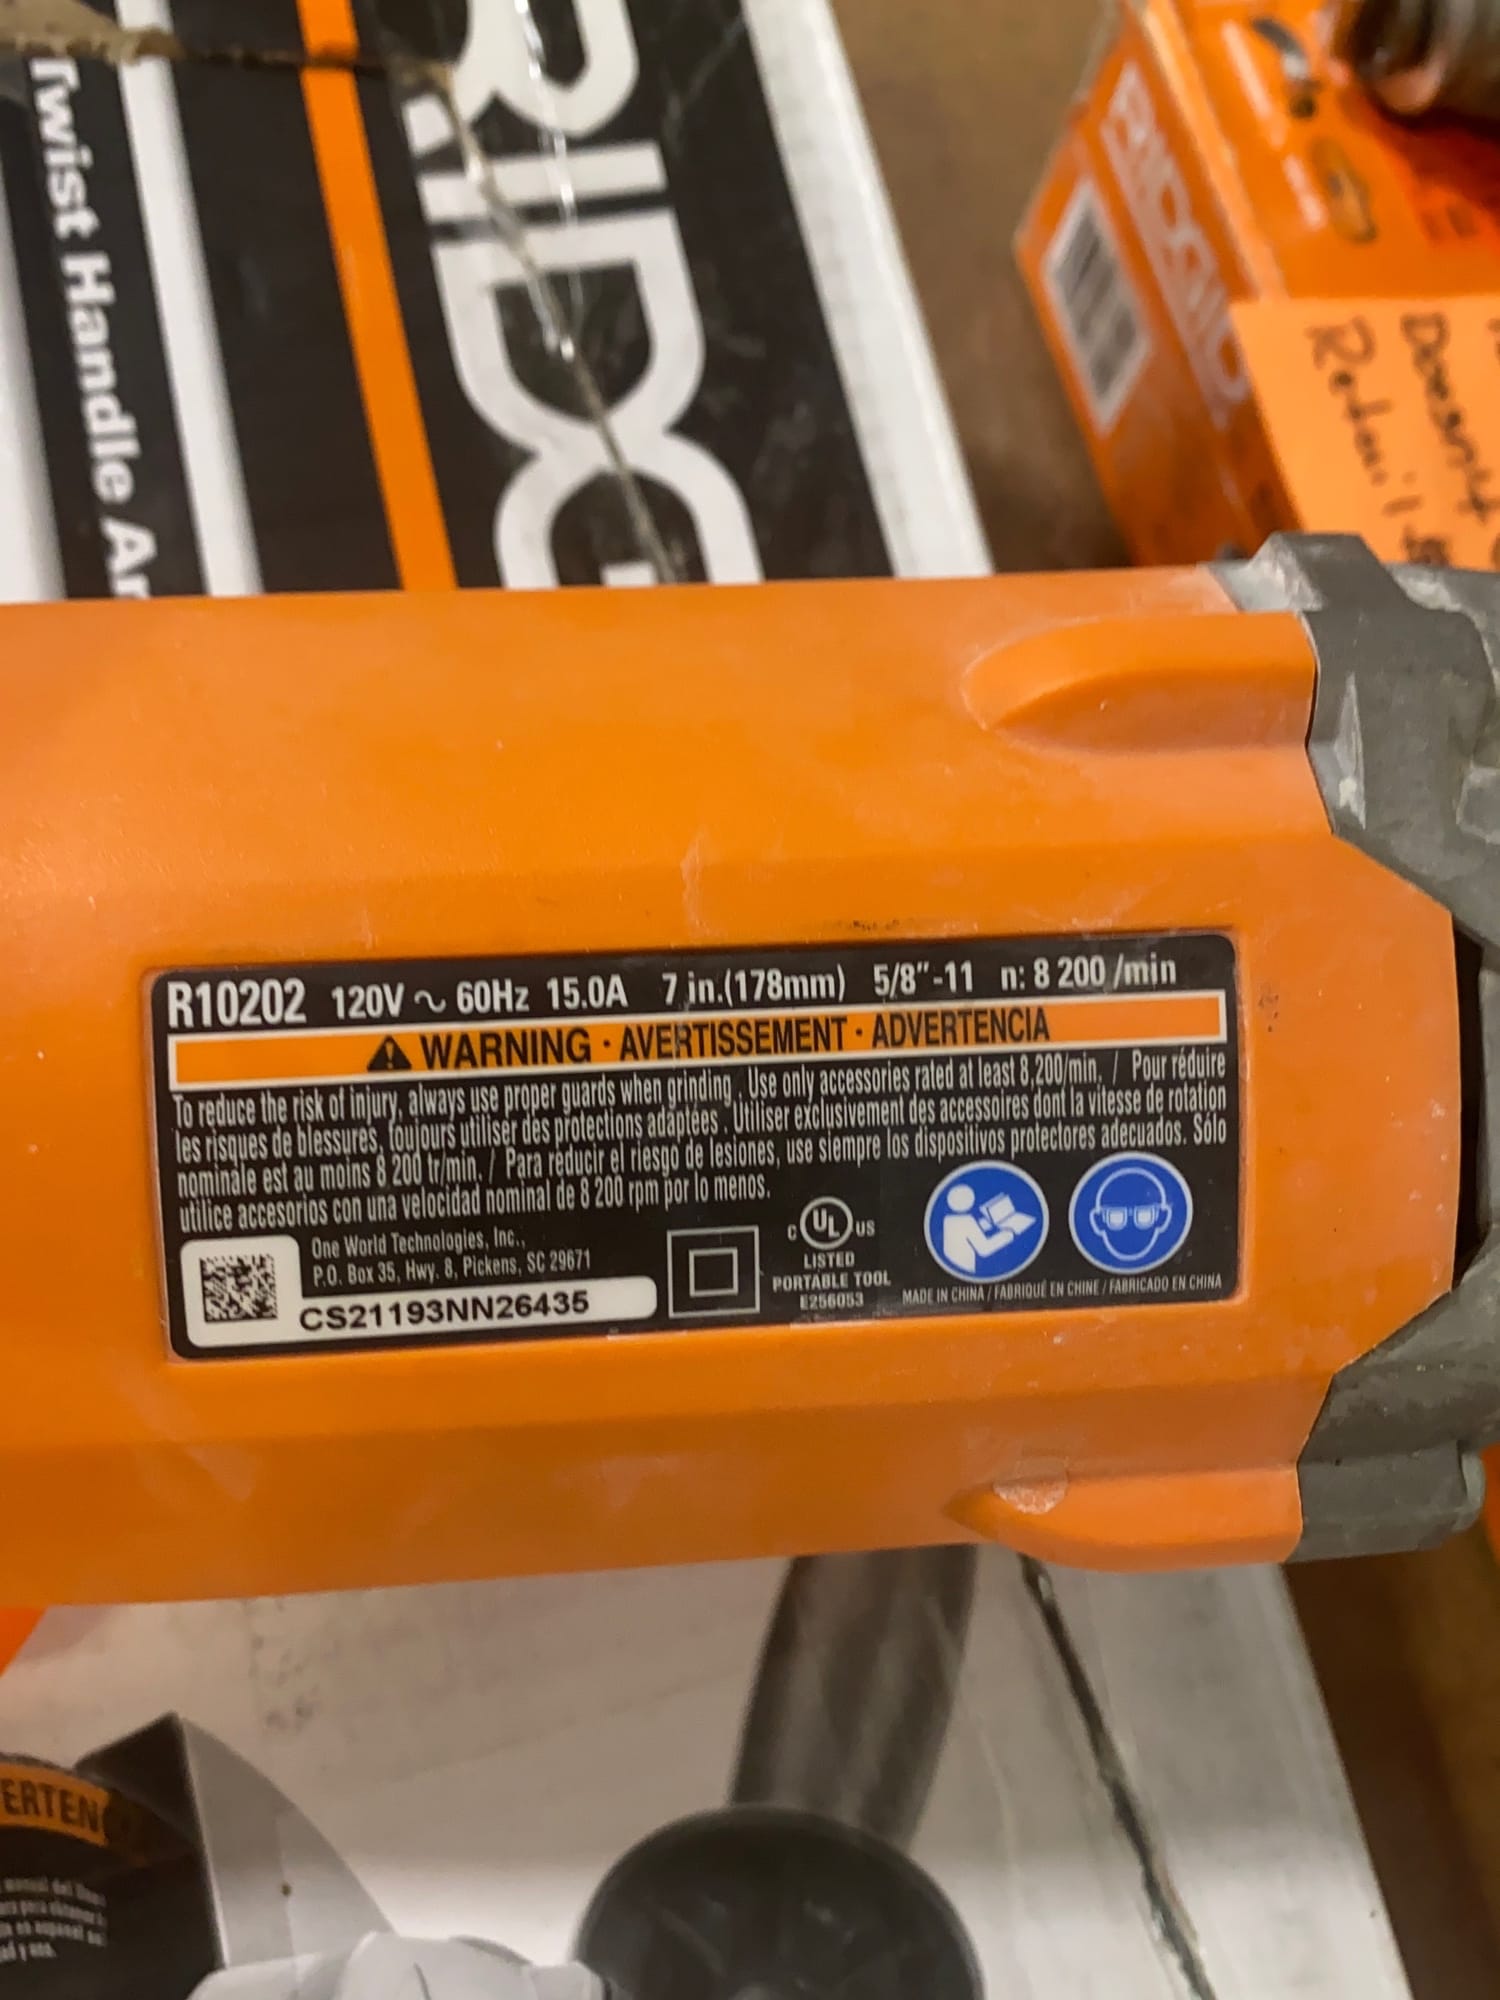 RIDG
Twist Handle
RIDGID
Doesn't
Retail
R10202 120V ~ 60Hz 15.0A 7 in.(178mm) 5/8"-11 n: 8 200 /min
WARNING · AVERTISSEMENT · ADVERTENCIA
To reduce the risk of injury, always use proper guards when grinding. Use only accessories rated at least 8,200/min. / Pour réduire
les risques de blessures, toujours utiliser des protections adaptées. Utiliser exclusivement des accessoires dont la vitesse de rotation
nominale est au moins 8 200 tr/min. / Para reducir el riesgo de lesiones, use siempre los dispositivos protectores adecuados. Sólo
utilice accesorios con una velocidad nominal de 8 200 rpm por lo menos.
One World Technologies, Inc.,
P.O. Box 35, Hwy. 8, Pickens, SC 29671
CS21193NN26435
C UL US
LISTED
PORTABLE TOOL
E256053
MADE IN CHINA / FABRIQUÉ EN CHINE / FABRICADO EN CHINA
ERTEN